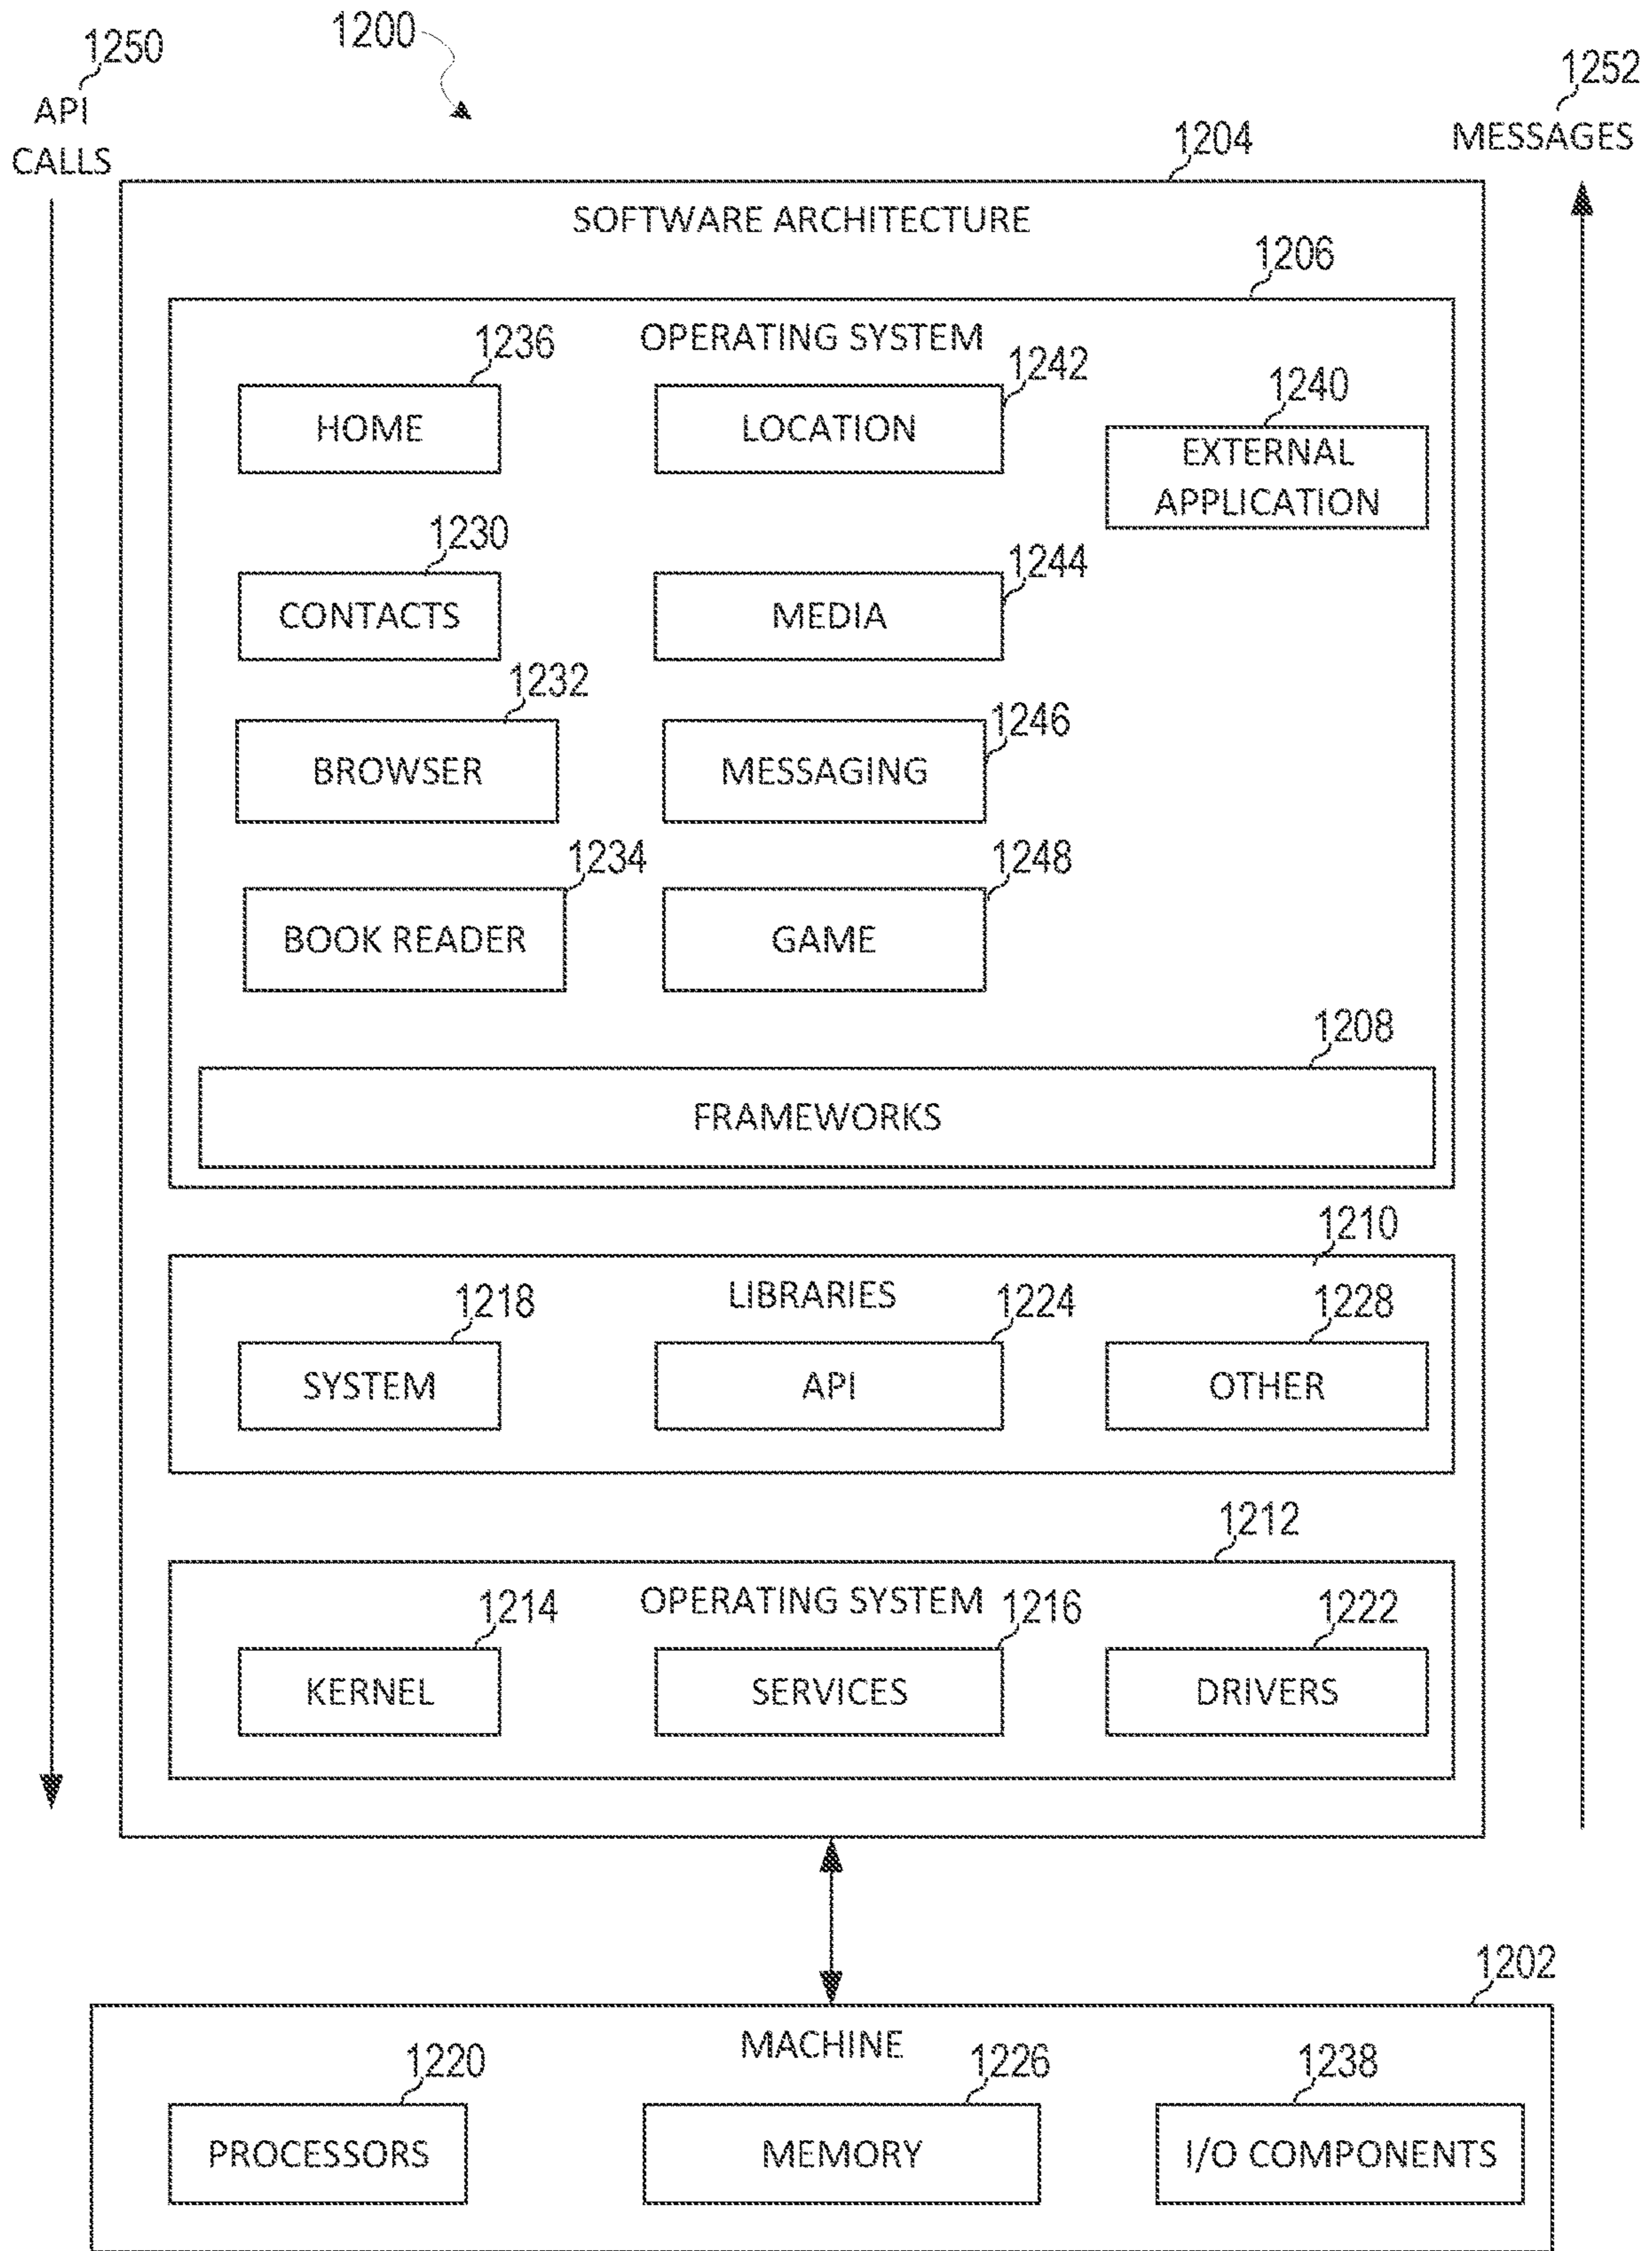 1200
1250
API
CALLS
1252
MESSAGES
1204
SOFTWARE ARCHITECTURE
1206
OPERATING SYSTEM
1236
HOME
1242
LOCATION
1240
EXTERNAL
APPLICATION
1230
CONTACTS
1244
MEDIA
1232
BROWSER
1246
MESSAGING
1234
BOOK READER
1248
GAME
1208
FRAMEWORKS
1210
LIBRARIES
1218
SYSTEM
1224
API
1228
OTHER
1212
OPERATING SYSTEM
1214
KERNEL
1216
SERVICES
1222
DRIVERS
1202
MACHINE
1220
PROCESSORS
1226
MEMORY
1238
I/O COMPONENTS